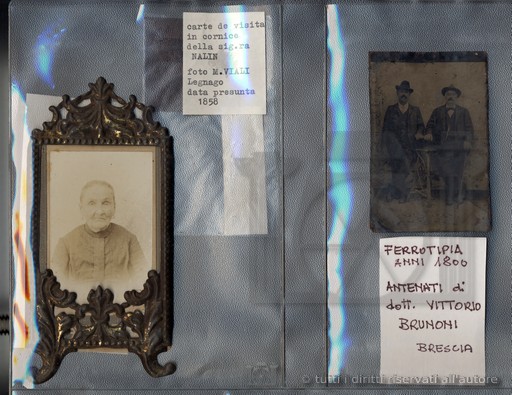 carte de visita
in cornice
della sig.ra
NALIN
foto M.VIALI
Legnago
data presunta
1858
FERROTIPIA
ANNI 1800
ANTENATI di
dott. VITTORIO
BRUNONI
BRESCIA
© tutti i diritti riservati all'autore